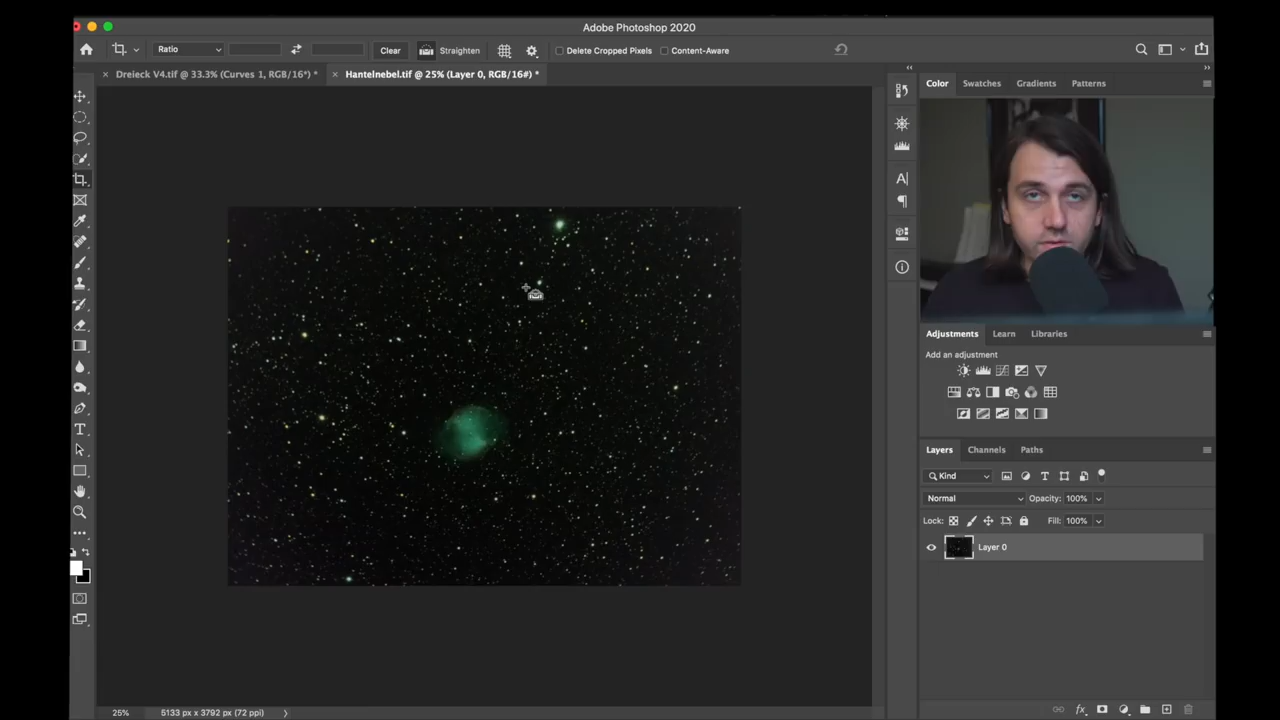 Adobe Photoshop 2020
Ratio Clear Straighten Delete Cropped Pixels Content-Aware
Dreieck V4.tif @ 33.3% (Curves 1, RGB/16*) * Hantelnebel.tif @ 25% (Layer 0, RGB/16#) *
Color Swatches Gradients Patterns
Adjustments Learn Libraries
Add an adjustment
Layers Channels Paths
Kind
Normal Opacity: 100%
Lock: Fill: 100%
Layer 0
25% 5133 px x 3792 px (72 ppi)